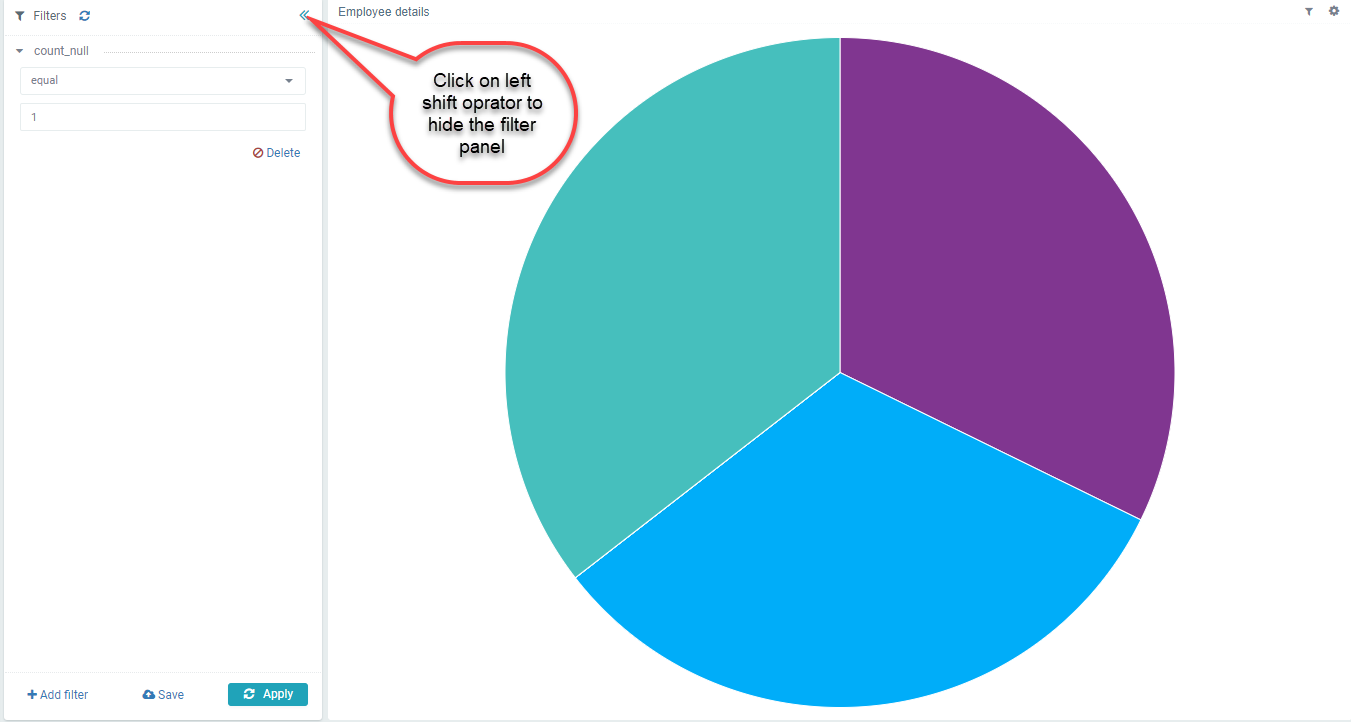 Filters
Employee details
count_null
equal
1
Delete
Click on left
shift oprator to
hide the filter
panel
Add filter
Save
Apply